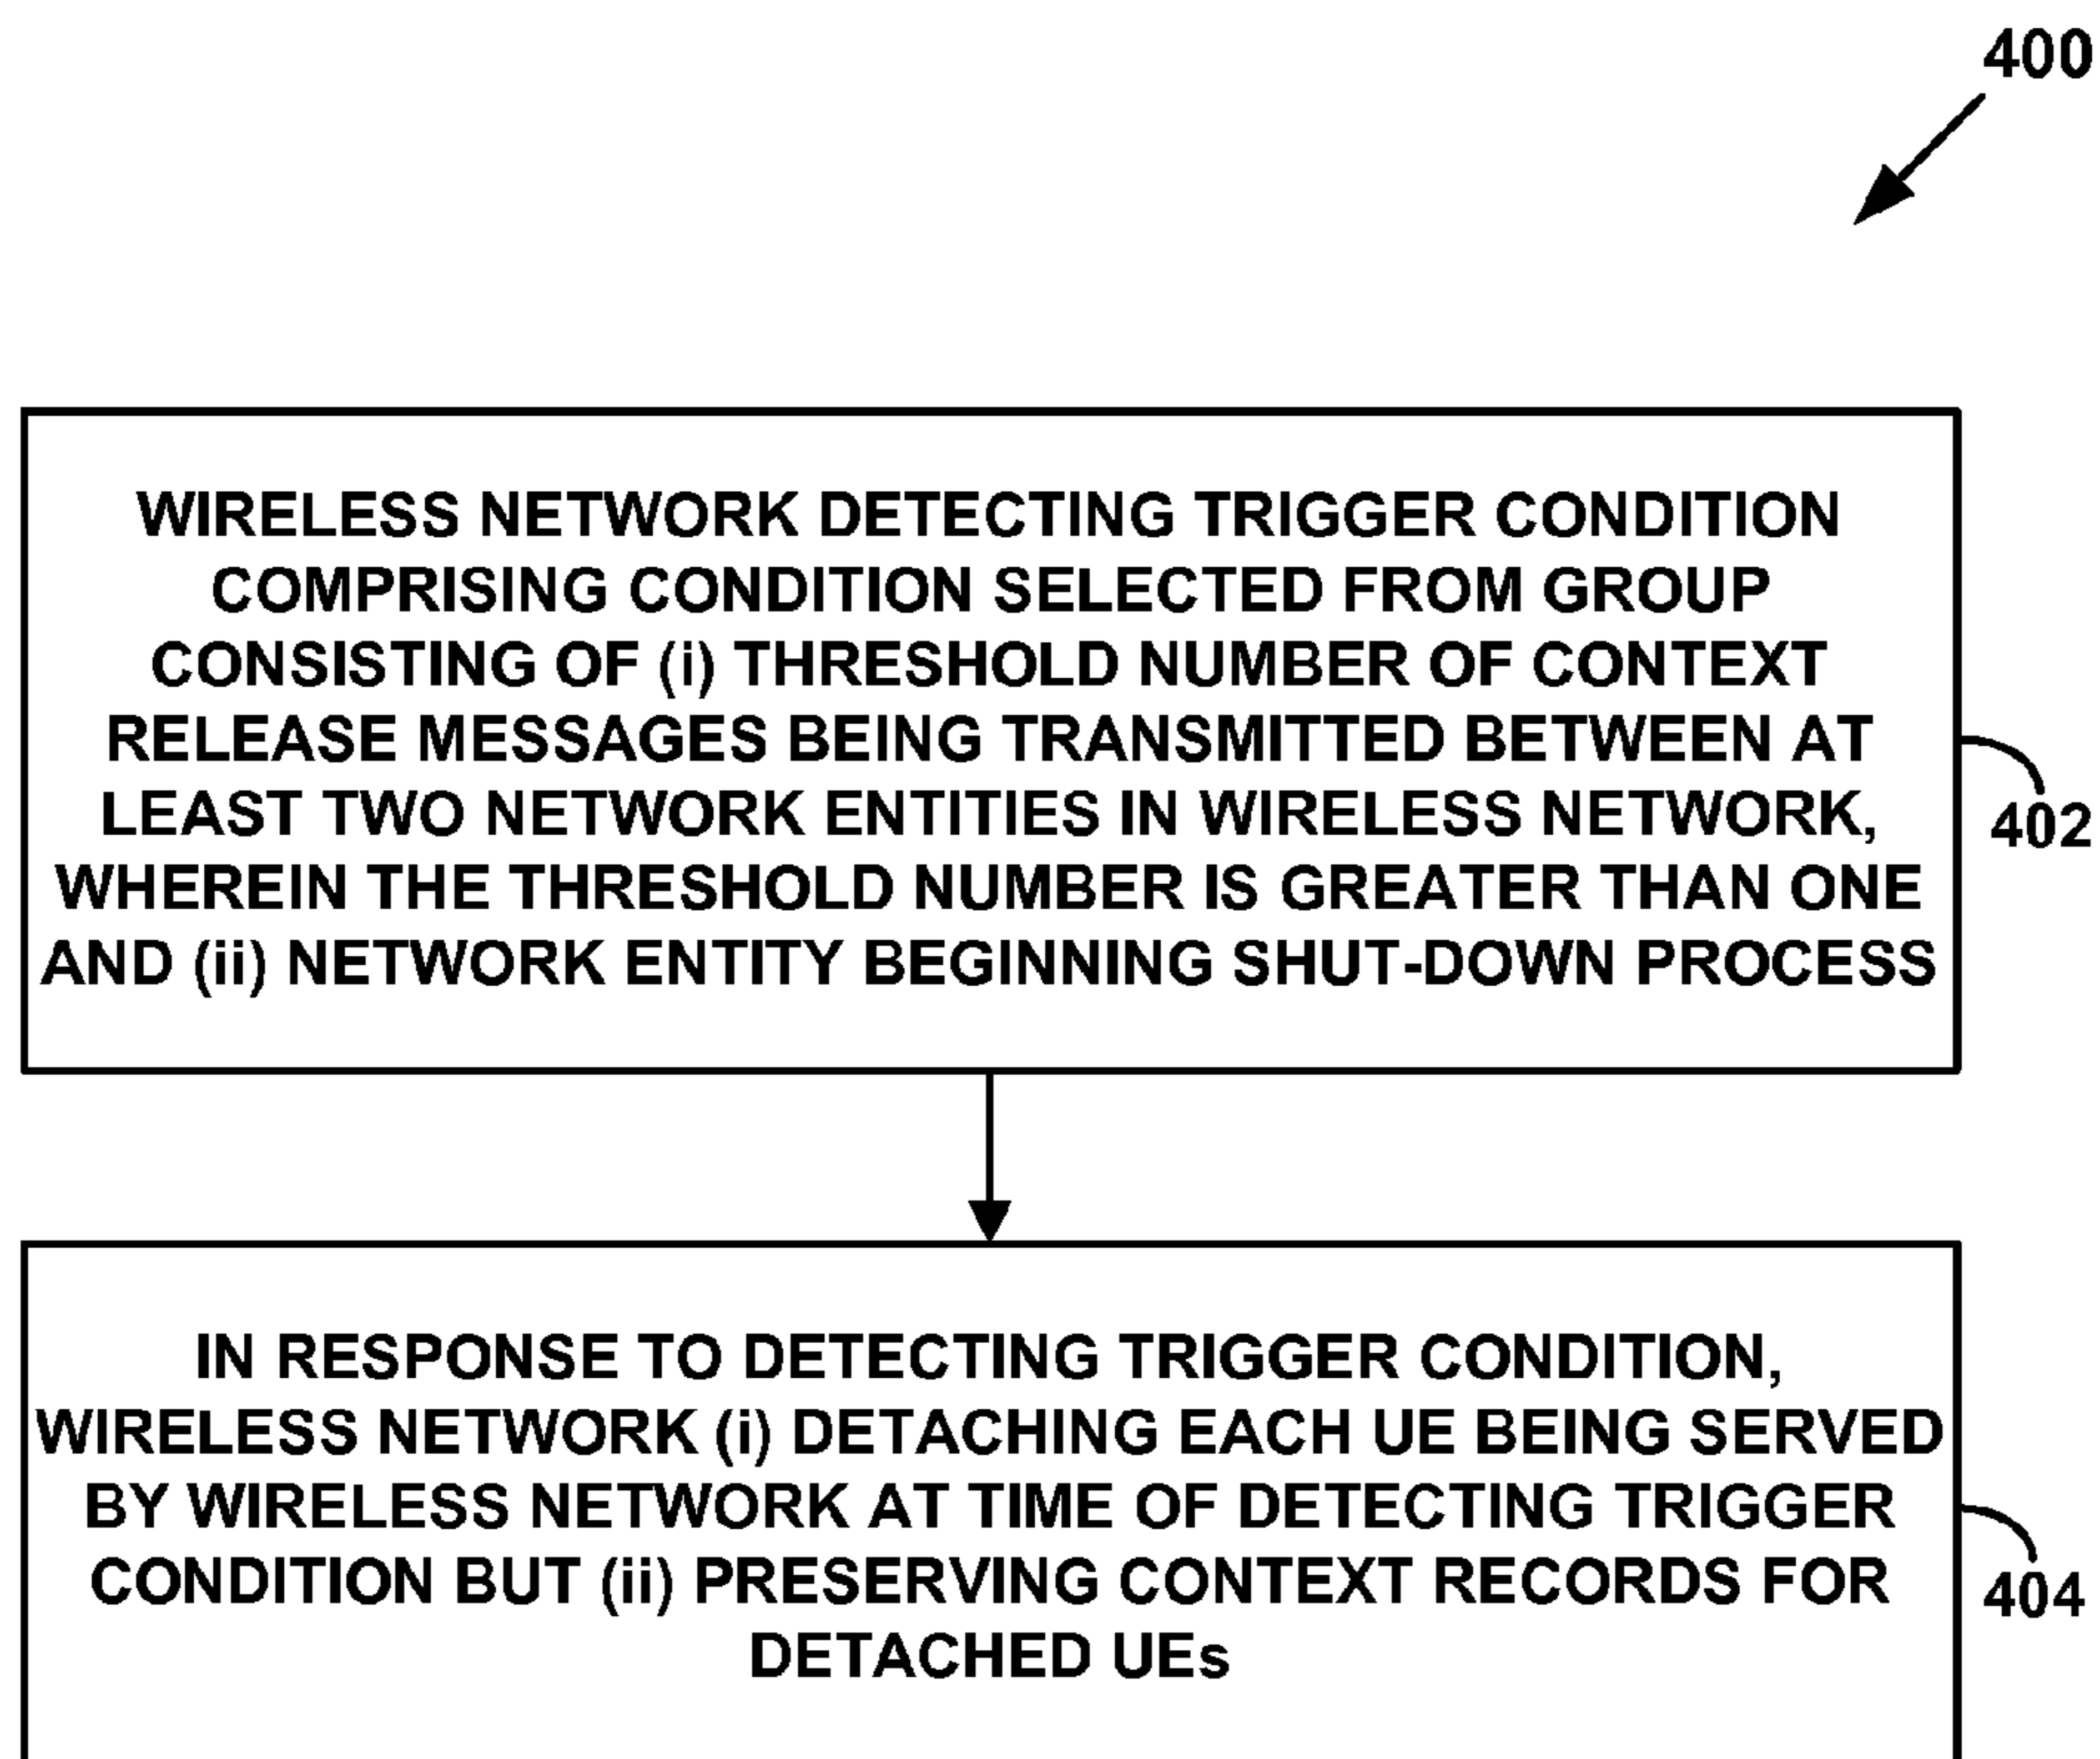 400
WIRELESS NETWORK DETECTING TRIGGER CONDITION
COMPRISING CONDITION SELECTED FROM GROUP
CONSISTING OF (i) THRESHOLD NUMBER OF CONTEXT
RELEASE MESSAGES BEING TRANSMITTED BETWEEN AT
LEAST TWO NETWORK ENTITIES IN WIRELESS NETWORK,
WHEREIN THE THRESHOLD NUMBER IS GREATER THAN ONE
AND (ii) NETWORK ENTITY BEGINNING SHUT-DOWN PROCESS
402
IN RESPONSE TO DETECTING TRIGGER CONDITION,
WIRELESS NETWORK (i) DETACHING EACH UE BEING SERVED
BY WIRELESS NETWORK AT TIME OF DETECTING TRIGGER
CONDITION BUT (ii) PRESERVING CONTEXT RECORDS FOR
DETACHED UEs
404